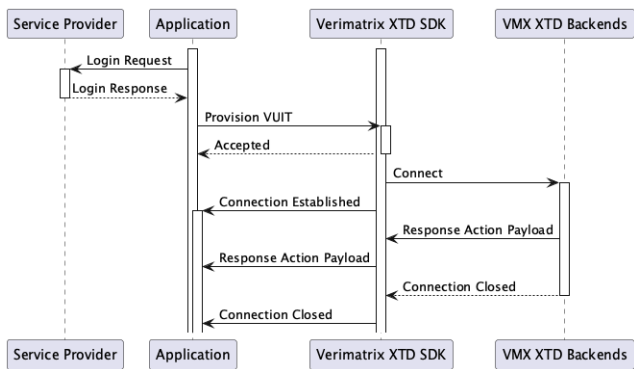 Service Provider Application Verimatrix XTD SDK VMX XTD Backends
Login Request
Login Response
Provision VUIT
Accepted
Connect
Connection Established
Response Action Payload
Response Action Payload
Connection Closed
Connection Closed
Service Provider Application Verimatrix XTD SDK VMX XTD Backends